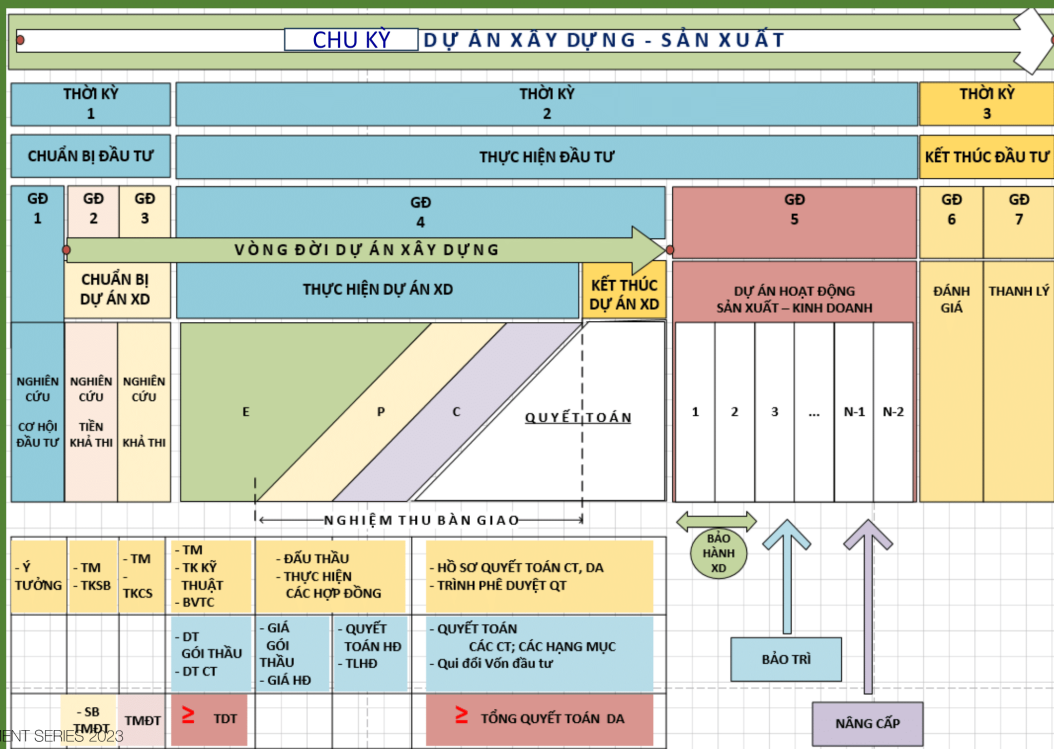 CHU KỲ DỰ ÁN XÂY DỰNG - SẢN XUẤT
THỜI KỲ
1
THỜI KỲ
2
THỜI KỲ
3
CHUẨN BỊ ĐẦU TƯ
THỰC HIỆN ĐẦU TƯ
KẾT THÚC ĐẦU TƯ
GĐ
1
GĐ
2
GĐ
3
GĐ
4
GĐ
5
GĐ
6
GĐ
7
VÒNG ĐỜI DỰ ÁN XÂY DỰNG
CHUẨN BỊ
DỰ ÁN XD
THỰC HIỆN DỰ ÁN XD
KẾT THÚC
DỰ ÁN XD
DỰ ÁN HOẠT ĐỘNG
SẢN XUẤT – KINH DOANH
ĐÁNH
GIÁ
THANH LÝ
NGHIÊN
CỨU
CƠ HỘI
ĐẦU TƯ
NGHIÊN
CỨU
TIỀN
KHẢ THI
NGHIÊN
CỨU
KHẢ THI
E
P
C
QUYẾT TOÁN
1
2
3
...
N-1
N-2
NGHIỆM THU BÀN GIAO
BẢO
HÀNH
XD
- Ý
TƯỞNG
- TM
- TKSB
- TM
-
TKCS
- TM
- TK KỸ
THUẬT
- BVTC
- ĐẤU THẦU
- THỰC HIỆN
CÁC HỢP ĐỒNG
- HỒ SƠ QUYẾT TOÁN CT, DA
- TRÌNH PHÊ DUYỆT QT
- DT
GÓI THẦU
- DT CT
- GIÁ
GÓI
THẦU
- GIÁ HĐ
- QUYẾT
TOÁN HĐ
- TLHĐ
- QUYẾT TOÁN
CÁC CT; CÁC HẠNG MỤC
- Qui đổi Vốn đầu tư
BẢO TRÌ
- SB
TMĐT
TMĐT
≥ TDT
≥ TỔNG QUYẾT TOÁN DA
NÂNG CẤP
ENT SERIES 2023